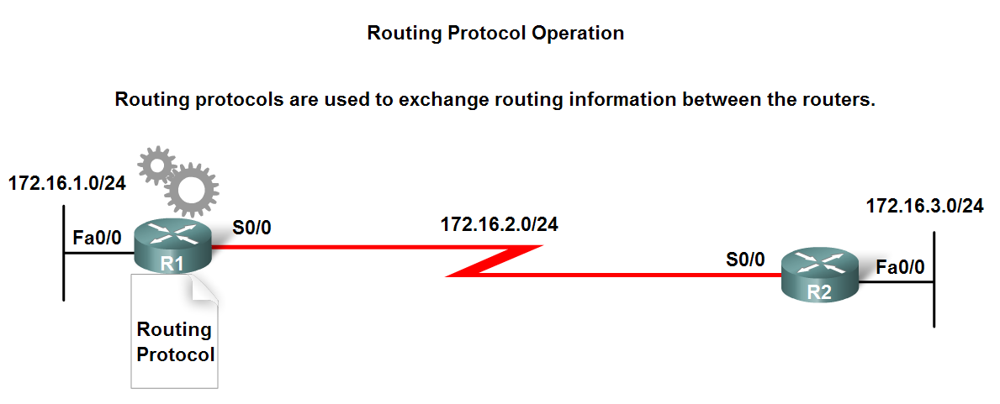 Routing Protocol Operation
Routing protocols are used to exchange routing information between the routers.
172.16.1.0/24
Fa0/0
S0/0
R1
Routing
Protocol
172.16.2.0/24
172.16.3.0/24
S0/0
R2
Fa0/0